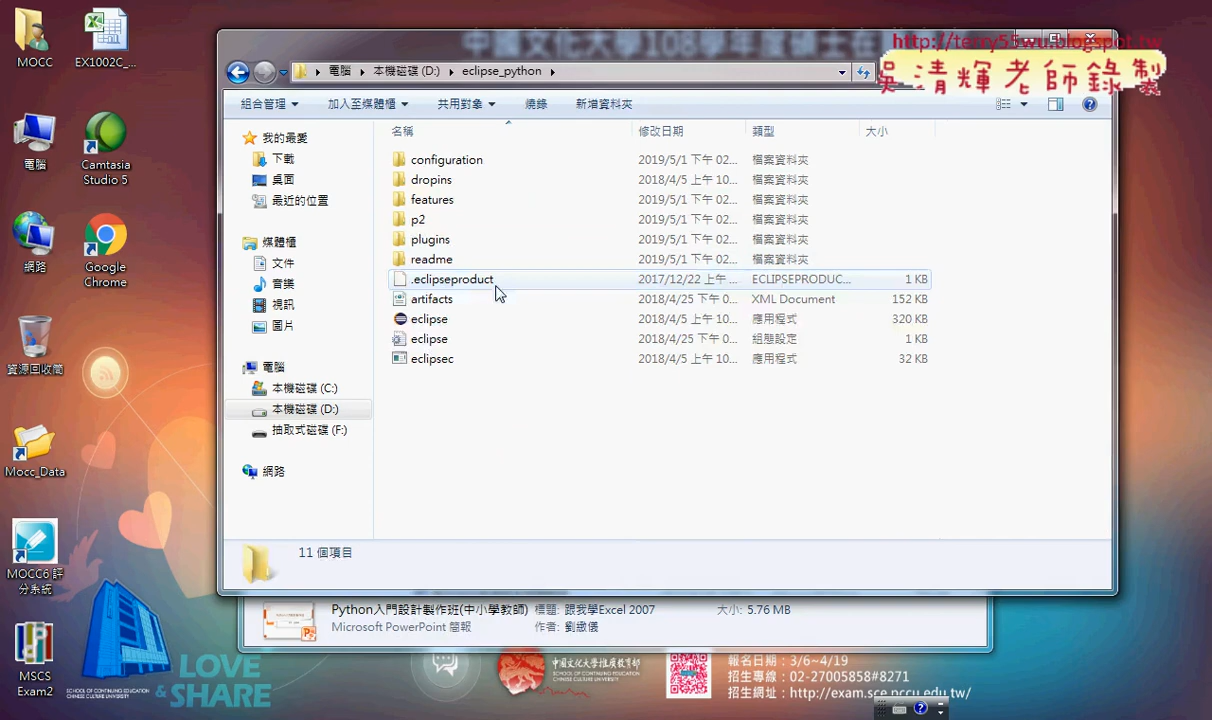 中國文化大學108學年度碩士在
http://terry55wu.blogspot.tw
吳清輝老師錄製
電腦 ▸ 本機磁碟 (D:) ▸ eclipse_python ▸
組合管理 ▾ 加入至媒體櫃 ▾ 共用對象 ▾ 燒錄 新增資料夾
名稱 修改日期 類型 大小
configuration 2019/5/1 下午 02... 檔案資料夾
dropins 2018/4/5 上午 10... 檔案資料夾
features 2019/5/1 下午 02... 檔案資料夾
p2 2019/5/1 下午 02... 檔案資料夾
plugins 2019/5/1 下午 02... 檔案資料夾
readme 2019/5/1 下午 02... 檔案資料夾
.eclipseproduct 2017/12/22 上午 ... ECLIPSEPRODUC... 1 KB
artifacts 2018/4/25 下午 0... XML Document 152 KB
eclipse 2018/4/5 上午 10... 應用程式 320 KB
eclipse 2018/4/25 下午 0... 組態設定 1 KB
eclipsec 2018/4/5 上午 10... 應用程式 32 KB
我的最愛
下載
桌面
最近的位置
媒體櫃
文件
音樂
視訊
圖片
電腦
本機磁碟 (C:)
本機磁碟 (D:)
抽取式磁碟 (F:)
網路
11 個項目
Python入門設計製作班(中小學教師) 標題: 跟我學Excel 2007 大小: 5.76 MB
Microsoft PowerPoint 簡報 作者: 劉緻儀
MOCC
EX1002C_...
電腦
Camtasia
Studio 5
網路
Google
Chrome
資源回收筒
Mocc_Data
MOCC6 評
分系統
MSCS
Exam2
LOVE
& SHARE
SCHOOL OF CONTINUING EDUCATION
CHINESE CULTURE UNIVERSITY
中國文化大學推廣教育部
報名日期：3/6~4/19
招生專線：02-27005858#8271
招生網址：http://exam.sce.pccu.edu.tw/